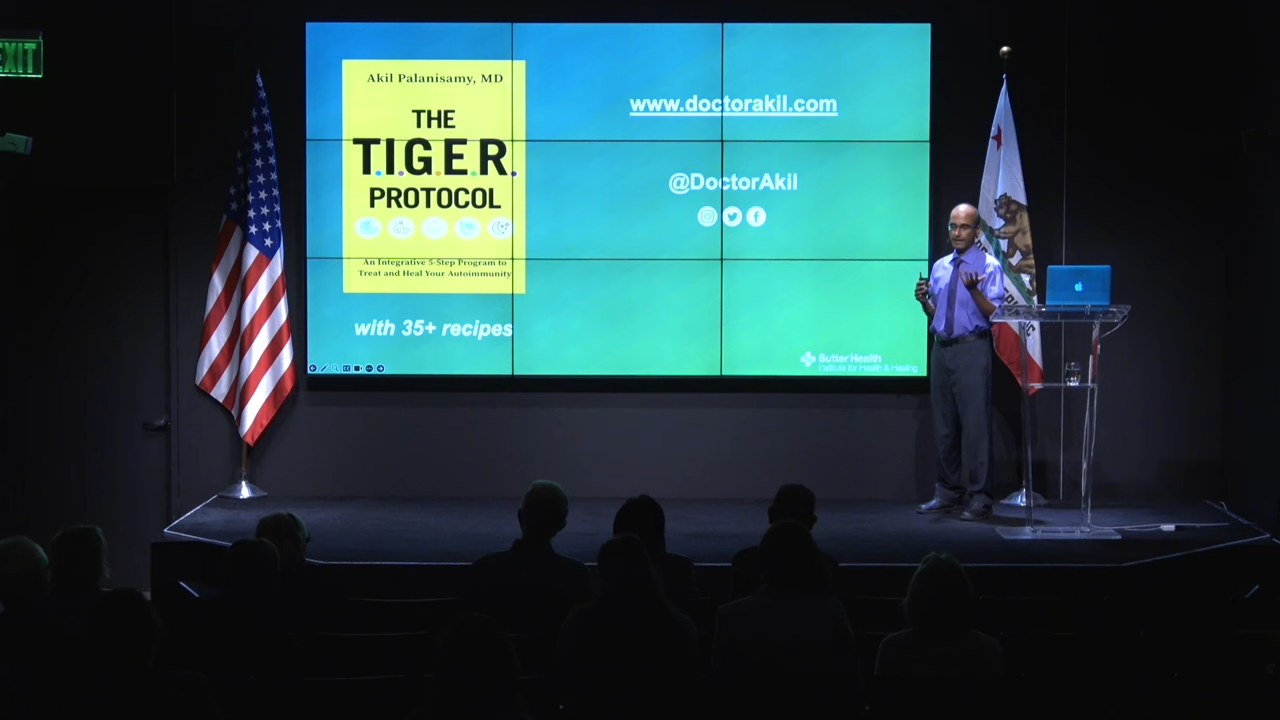 EXIT
Akil Palanisamy, MD
THE
T.I.G.E.R.
PROTOCOL
An Integrative 5-Step Program to
Treat and Heal Your Autoimmunity
with 35+ recipes
www.doctorakil.com
@DoctorAkil
Sutter Health
Institute for Health & Healing